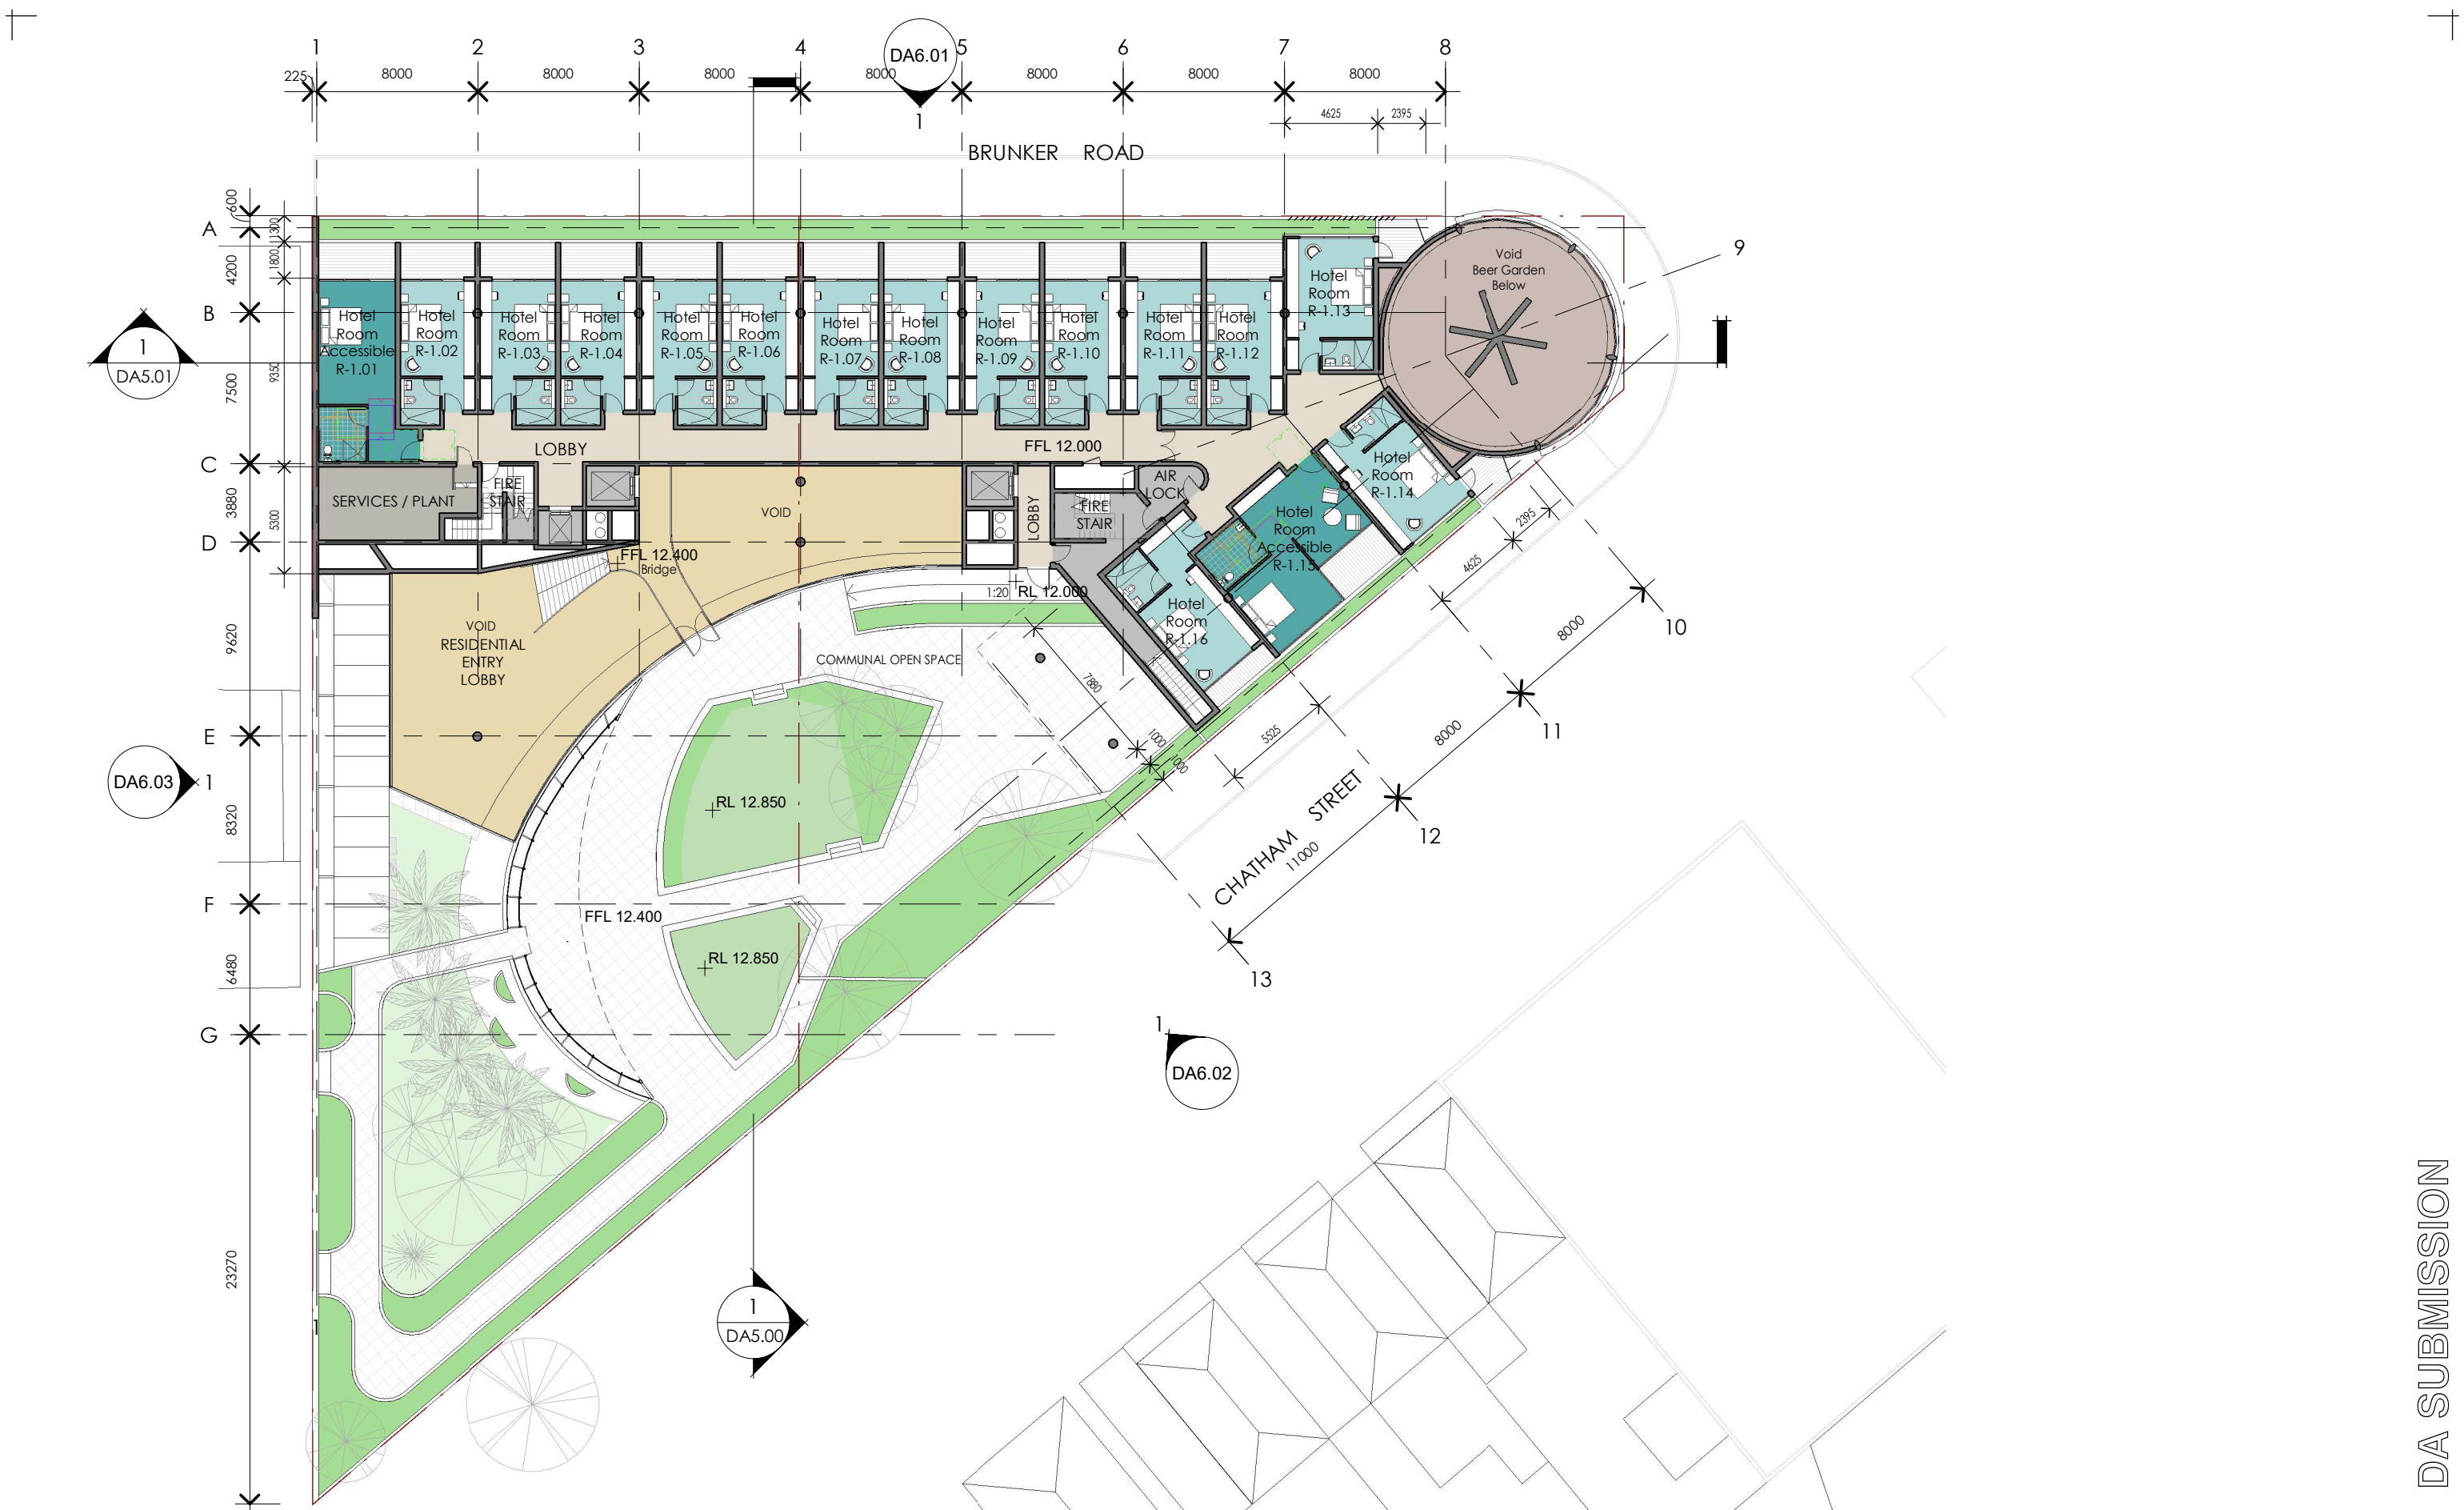 1 2 3 4 5 6 7 8
DA6.01
1
225 8000 8000 8000 8000 8000 8000 8000
4625 2395
BRUNKER ROAD
A
B
C
D
E
F
G
600
4200
7500
3880
9620
8320
6480
23270
1300
1800
9350
5300
9
10
11
12
13
1
DA5.01
DA6.03 1
Hotel
Room
Accessible
R-1.01
Hotel
Room
R-1.02
Hotel
Room
R-1.03
Hotel
Room
R-1.04
Hotel
Room
R-1.05
Hotel
Room
R-1.06
Hotel
Room
R-1.07
Hotel
Room
R-1.08
Hotel
Room
R-1.09
Hotel
Room
R-1.10
Hotel
Room
R-1.11
Hotel
Room
R-1.12
Hotel
Room
R-1.13
Void
Beer Garden
Below
LOBBY
FFL 12.000
SERVICES / PLANT
FIRE
STAIR
VOID
LOBBY
FIRE
STAIR
AIR
LOCK
Hotel
Room
R-1.14
Hotel
Room
Accessible
R-1.15
Hotel
Room
R-1.16
FFL 12.400
Bridge
1:20
RL 12.000
VOID
RESIDENTIAL
ENTRY
LOBBY
COMMUNAL OPEN SPACE
7880
1000
1000
5525
2395
4625
8000
8000
11000
CHATHAM STREET
RL 12.850
FFL 12.400
RL 12.850
1
DA6.02
1
DA5.00
1
DA SUBMISSION